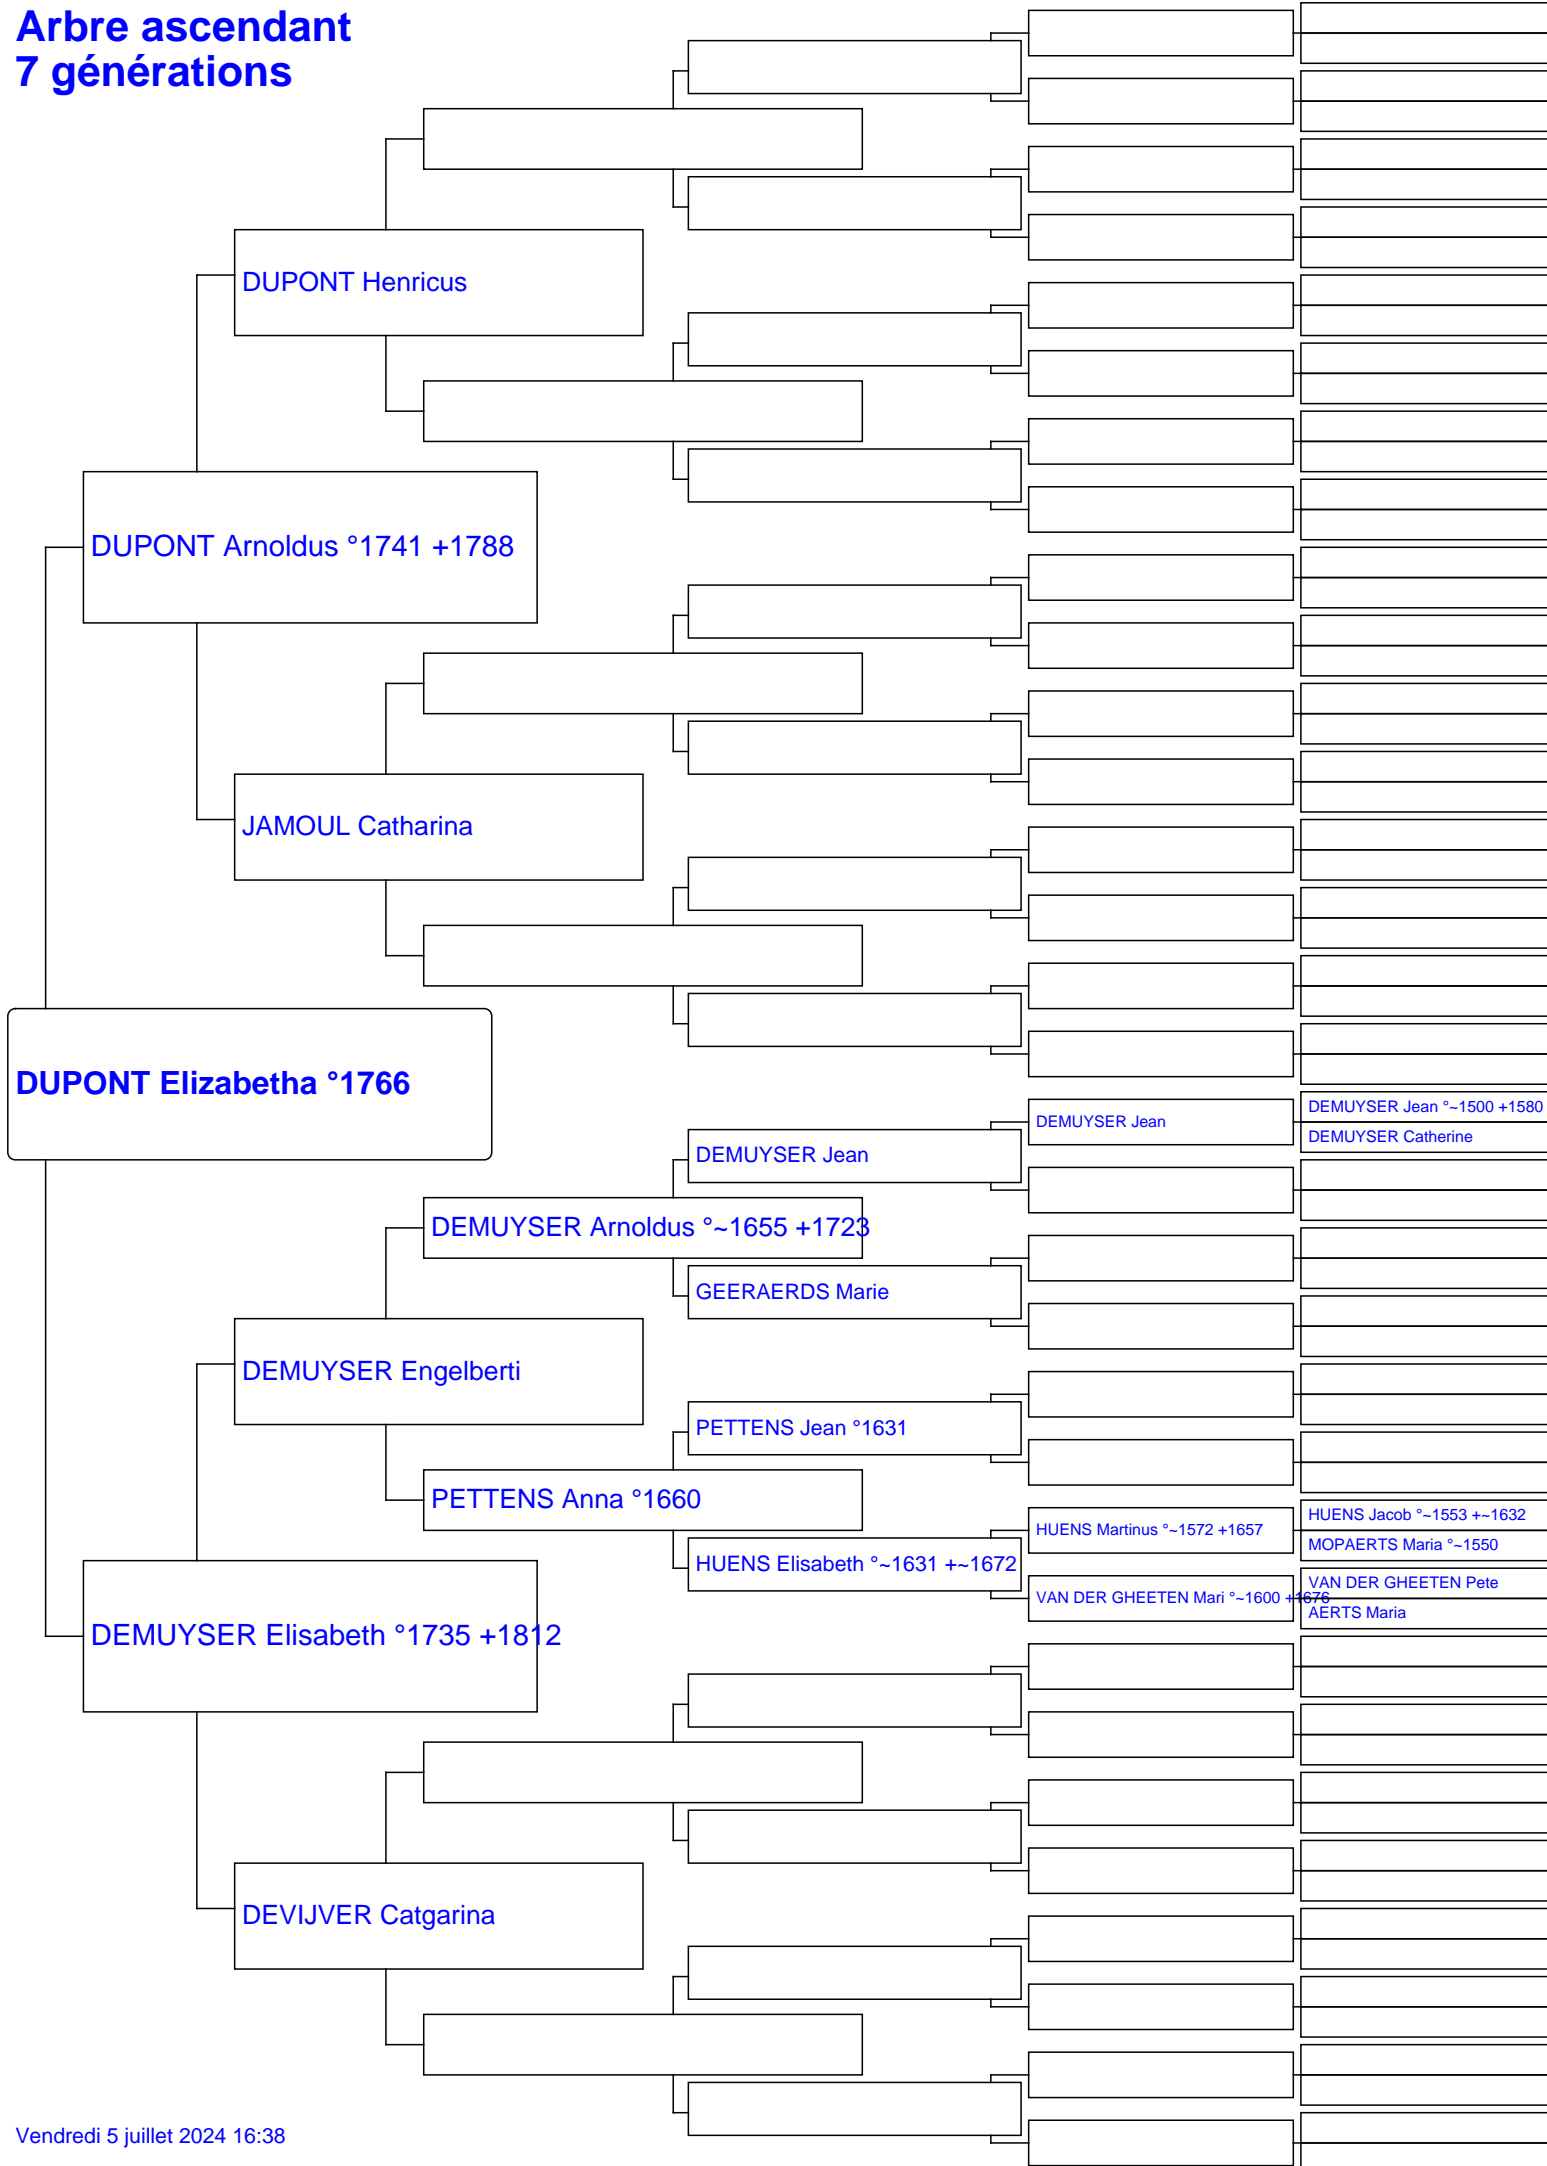 Arbre ascendant
7 générations
DUPONT Henricus
DUPONT Arnoldus °1741 +1788
JAMOUL Catharina
DUPONT Elizabetha °1766
DEMUYSER Jean °~1500 +1580
DEMUYSER Jean
DEMUYSER Catherine
DEMUYSER Jean
DEMUYSER Arnoldus °~1655 +1723
GEERAERDS Marie
DEMUYSER Engelberti
PETTENS Jean °1631
PETTENS Anna °1660
HUENS Jacob °~1553 +~1632
HUENS Martinus °~1572 +1657
MOPAERTS Maria °~1550
HUENS Elisabeth °~1631 +~1672
VAN DER GHEETEN Pete
VAN DER GHEETEN Mari °~1600 +1676
AERTS Maria
DEMUYSER Elisabeth °1735 +1812
DEVIJVER Catgarina
Vendredi 5 juillet 2024 16:38